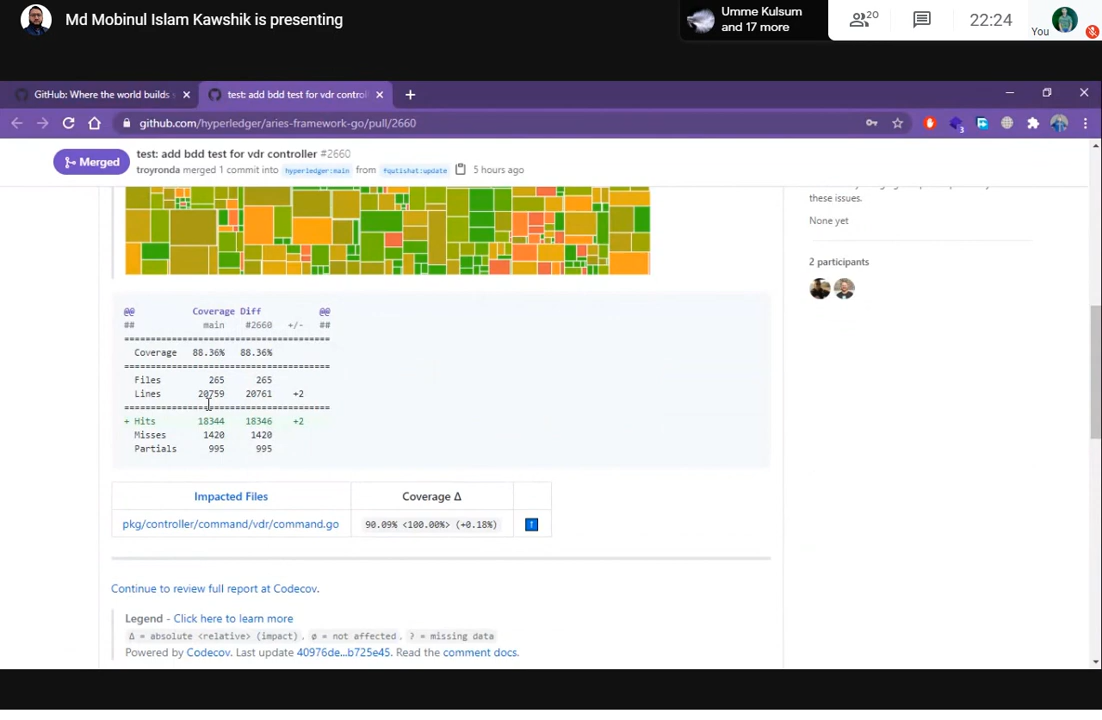 Md Mobinul Islam Kawshik is presenting
Umme Kulsum
and 17 more
20
22:24
You
GitHub: Where the world builds s
test: add bdd test for vdr control
github.com/hyperledger/aries-framework-go/pull/2660
3
Merged
test: add bdd test for vdr controller #2660
troyronda merged 1 commit into hyperledger:main from fqutishat:update 5 hours ago
these issues.
None yet
2 participants
@@ Coverage Diff @@
## main #2660 +/- ##
===========================================
Coverage 88.36% 88.36%
===========================================
Files 265 265
Lines 20759 20761 +2
===========================================
+ Hits 18344 18346 +2
Misses 1420 1420
Partials 995 995
Impacted Files Coverage Δ
pkg/controller/command/vdr/command.go 90.09% <100.00%> (+0.18%) ↑
Continue to review full report at Codecov.
Legend - Click here to learn more
Δ = absolute <relative> (impact), ø = not affected, ? = missing data
Powered by Codecov. Last update 40976de...b725e45. Read the comment docs.